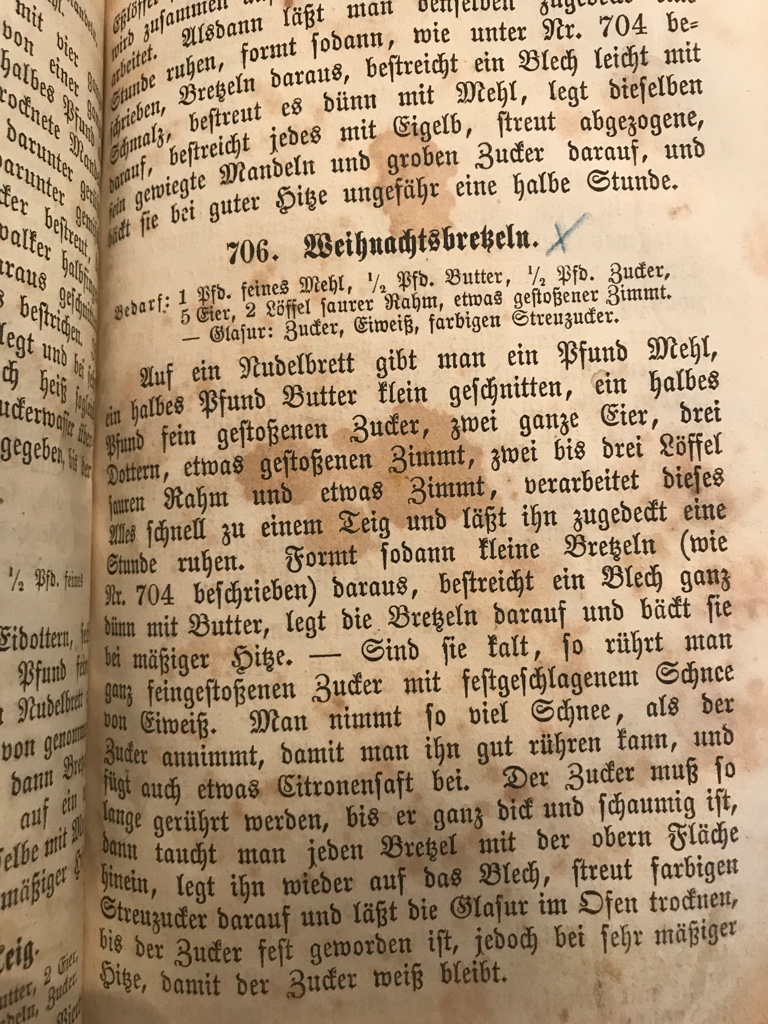 mit vier
von einer
halbes Pfund
darunter
Eßlöffel
wird zusammen
arbeitet. Alsdann läßt man denselben zugedeckt eine
Stunde ruhen, formt sodann, wie unter Nr. 704 be=
schrieben, Bretzeln daraus, bestreicht ein Blech leicht mit
Schmalz, bestreut es dünn mit Mehl, legt dieselben
darauf, bestreicht jedes mit Eigelb, streut abgezogene,
fein gewiegte Mandeln und groben Zucker darauf, und
bäckt sie bei guter Hitze ungefähr eine halbe Stunde.
706. Weihnachtsbretzeln.
Bedarf: 1 Pfd. feines Mehl, ½ Pfd. Butter, ½ Pfd. Zucker,
5 Eier, 2 Löffel saurer Rahm, etwas gestoßener Zimmt.
— Glasur: Zucker, Eiweiß, farbigen Streuzucker.
Auf ein Nudelbrett gibt man ein Pfund Mehl,
ein halbes Pfund Butter klein geschnitten, ein halbes
Pfund fein gestoßenen Zucker, zwei ganze Eier, drei
Dottern, etwas gestoßenen Zimmt, zwei bis drei Löffel
sauren Rahm und etwas Zimmt, verarbeitet dieses
Alles schnell zu einem Teig und läßt ihn zugedeckt eine
Stunde ruhen. Formt sodann kleine Bretzeln (wie
Nr. 704 beschrieben) daraus, bestreicht ein Blech ganz
dünn mit Butter, legt die Bretzeln darauf und bäckt sie
bei mäßiger Hitze. — Sind sie kalt, so rührt man
ganz feingestoßenen Zucker mit festgeschlagenem Schnee
von Eiweiß. Man nimmt so viel Schnee, als der
Zucker annimmt, damit man ihn gut rühren kann, und
fügt auch etwas Citronensaft bei. Der Zucker muß so
lange gerührt werden, bis er ganz dick und schaumig ist,
dann taucht man jeden Bretzel mit der obern Fläche
hinein, legt ihn wieder auf das Blech, streut farbigen
Streuzucker darauf und läßt die Glasur im Ofen trocknen,
bis der Zucker fest geworden ist, jedoch bei sehr mäßiger
Hitze, damit der Zucker weiß bleibt.